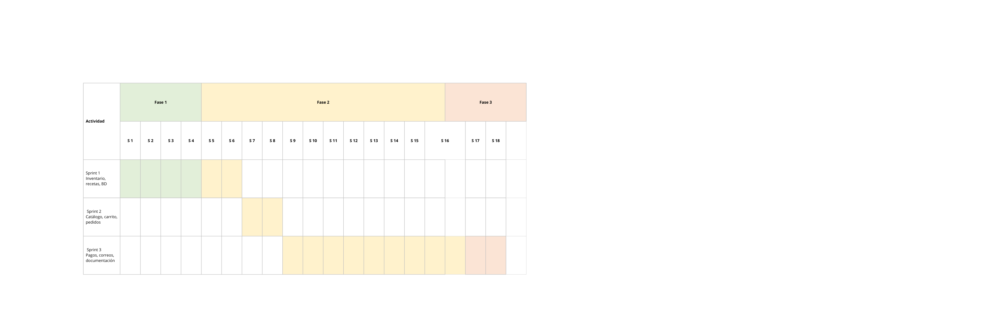 Actividad
Fase 1
Fase 2
Fase 3
S 1
S 2
S 3
S 4
S 5
S 6
S 7
S 8
S 9
S 10
S 11
S 12
S 13
S 14
S 15
S 16
S 17
S 18
Sprint 1
Inventario,
recetas, BD
Sprint 2
Catálogo, carrito,
pedidos
Sprint 3
Pagos, correos,
documentación